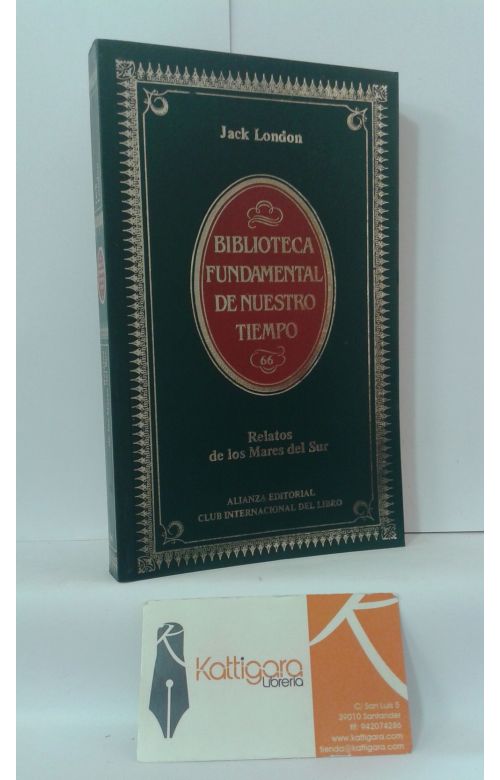 Jack London
BIBLIOTECA
FUNDAMENTAL
DE NUESTRO
TIEMPO
66
Relatos
de los Mares del Sur
ALIANZA EDITORIAL
CLUB INTERNACIONAL DEL LIBRO
Kattigara
Librería
C/ San Luis 5
39010 Santander
tlf: 942074286
www.kattigara.com
tienda@kattigara.com